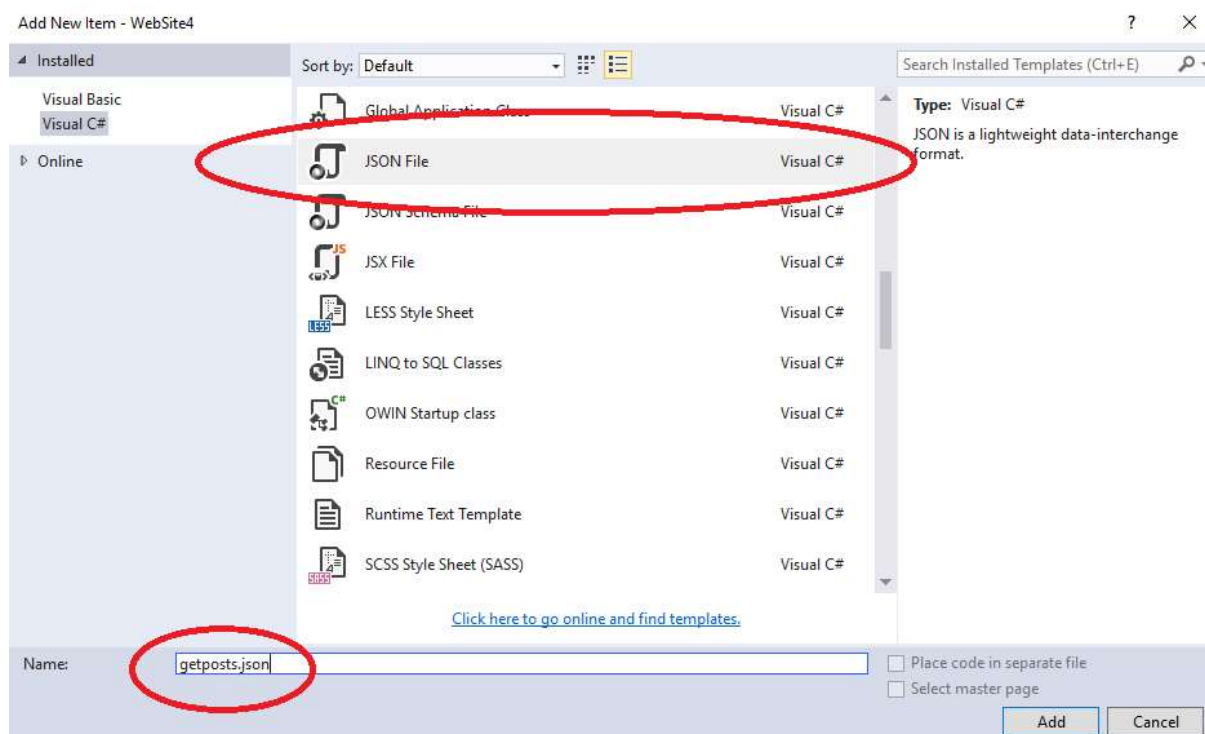 Add New Item - WebSite4
?
Installed
Sort by: Default
Search Installed Templates (Ctrl+E)
Visual Basic
Visual C#
Online
Global Application Class Visual C#
JSON File Visual C#
JSON Schema File Visual C#
JSX File Visual C#
LESS Style Sheet Visual C#
LINQ to SQL Classes Visual C#
OWIN Startup class Visual C#
Resource File Visual C#
Runtime Text Template Visual C#
SCSS Style Sheet (SASS) Visual C#
Click here to go online and find templates.
Type: Visual C#
JSON is a lightweight data-interchange
format.
Name: getposts.json
Place code in separate file
Select master page
Add Cancel